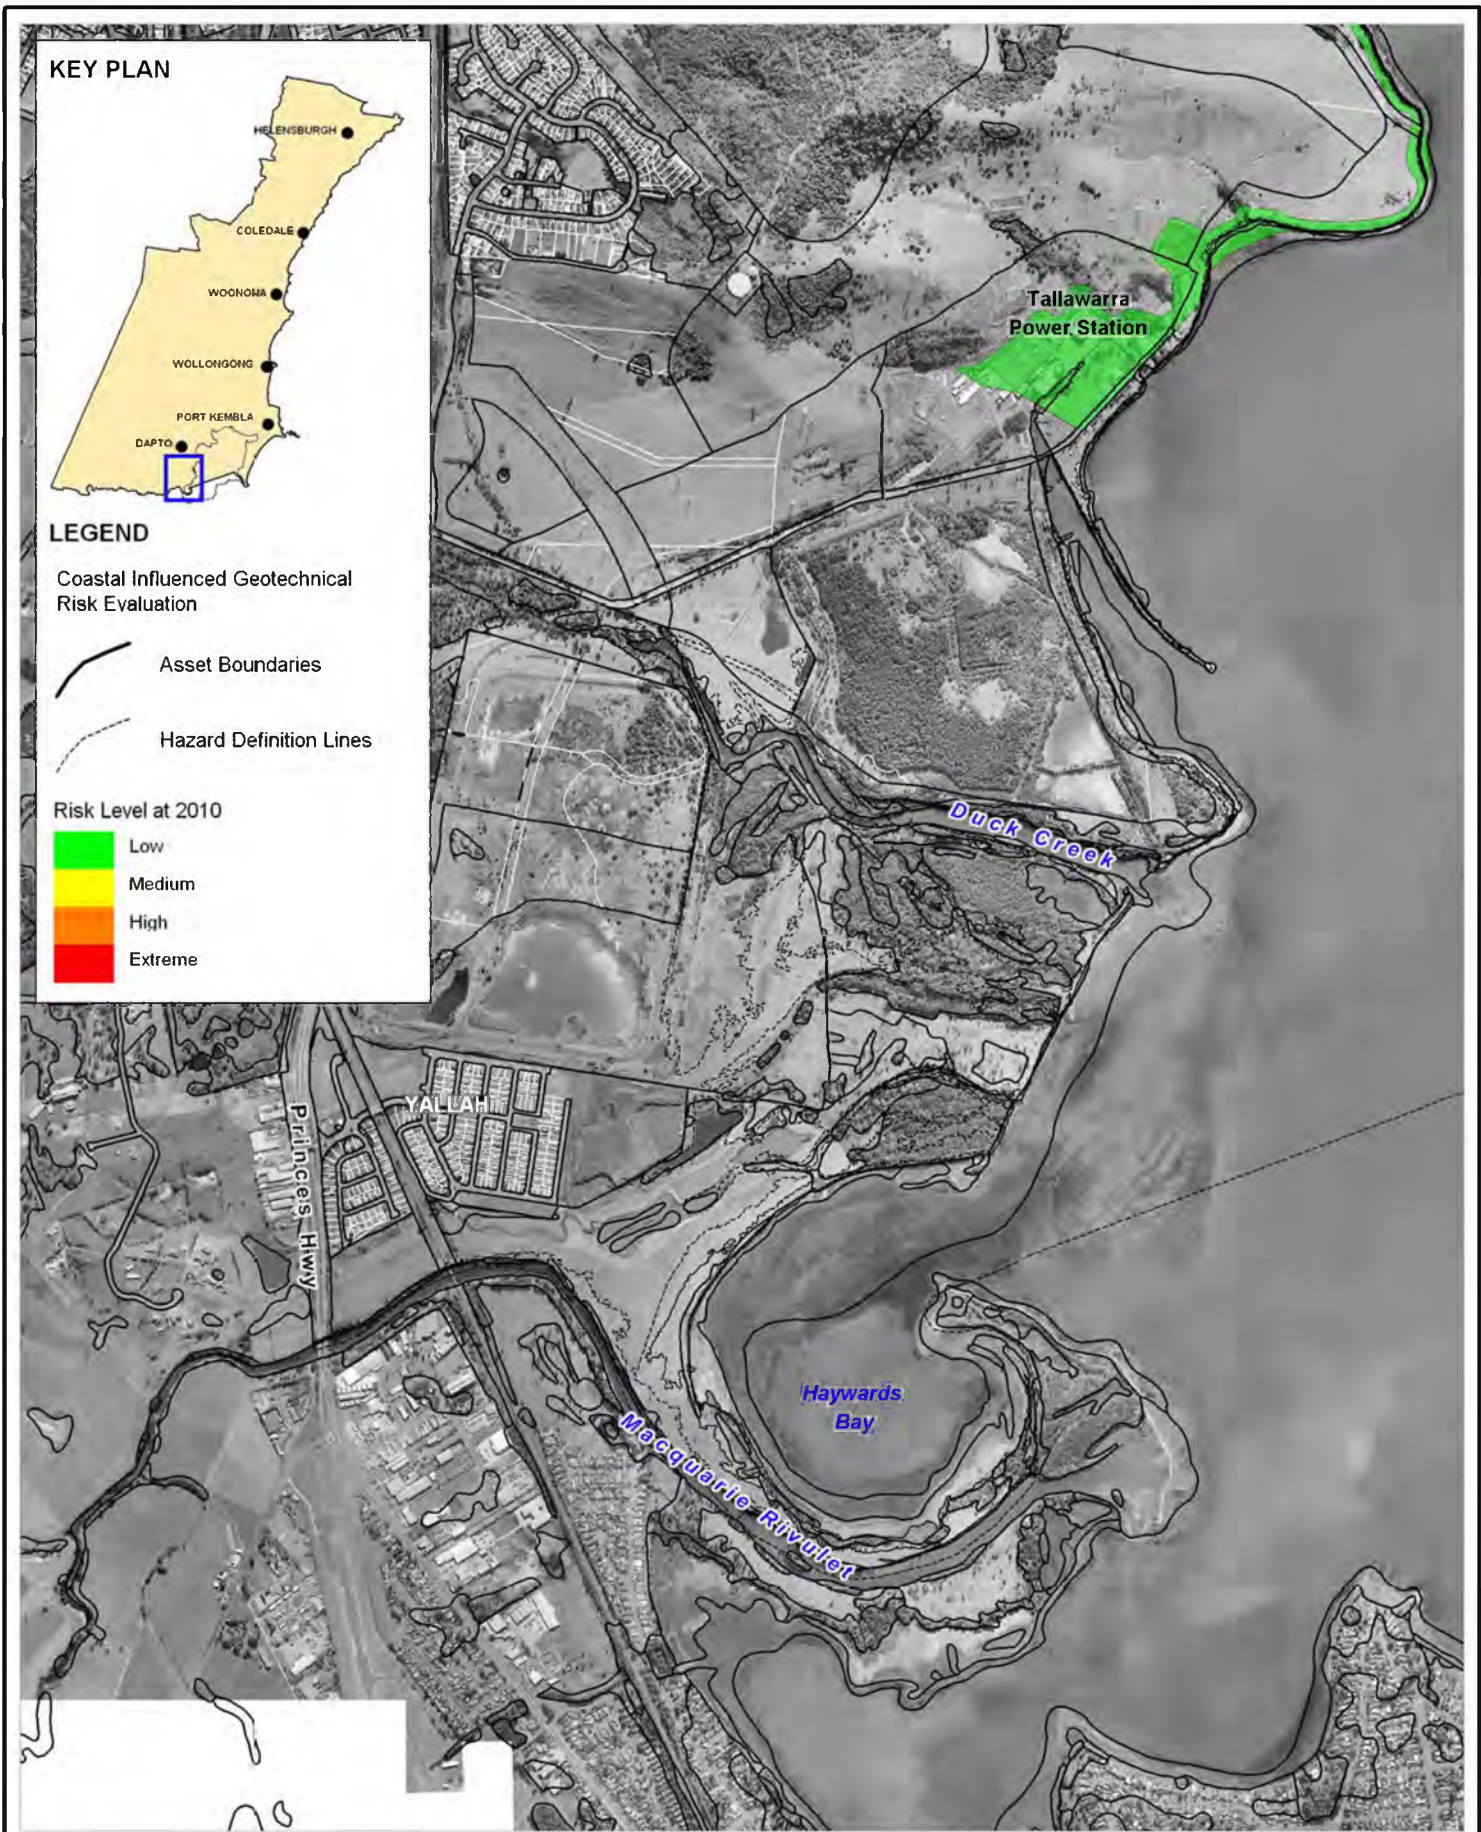 KEY PLAN
HELENSBURGH
COLEDALE
WOONONA
WOLLONGONG
PORT KEMBLA
DAPTO
LEGEND
Coastal Influenced Geotechnical
Risk Evaluation
Asset Boundaries
Hazard Definition Lines
Risk Level at 2010
Low
Medium
High
Extreme
Tallawarra
Power Station
Duck Creek
YALLAH
Princes Hwy
Haywards
Bay
Macquarie Rivulet